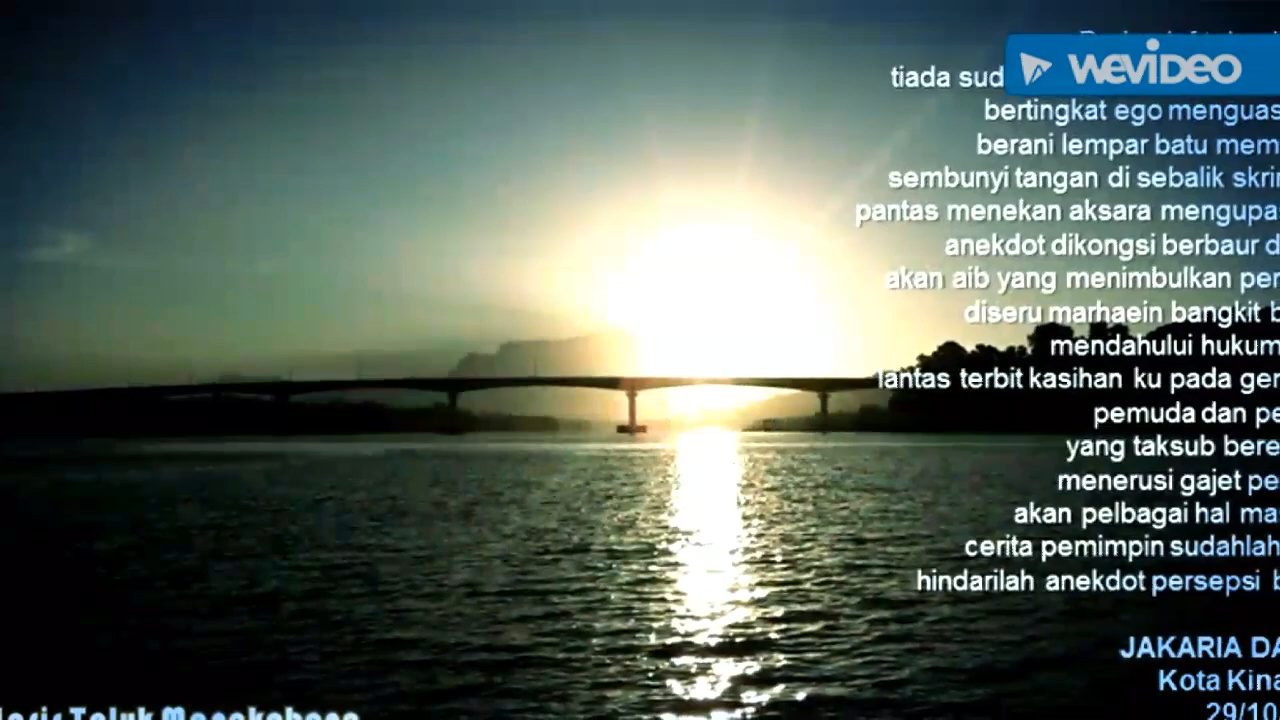 WEVIDEO
tiada sud
bertingkat ego menguas
berani lempar batu mem
sembunyi tangan di sebalik skrin
pantas menekan aksara mengupa
anekdot dikongsi berbaur d
akan aib yang menimbulkan per
diseru marhaein bangkit b
mendahului hukum
lantas terbit kasihan ku pada gen
pemuda dan pe
yang taksub bere
menerusi gajet pe
akan pelbagai hal ma
cerita pemimpin sudahlah
hindarilah anekdot persepsi b
JAKARIA DA
Kota Kina
29/10
Teluk